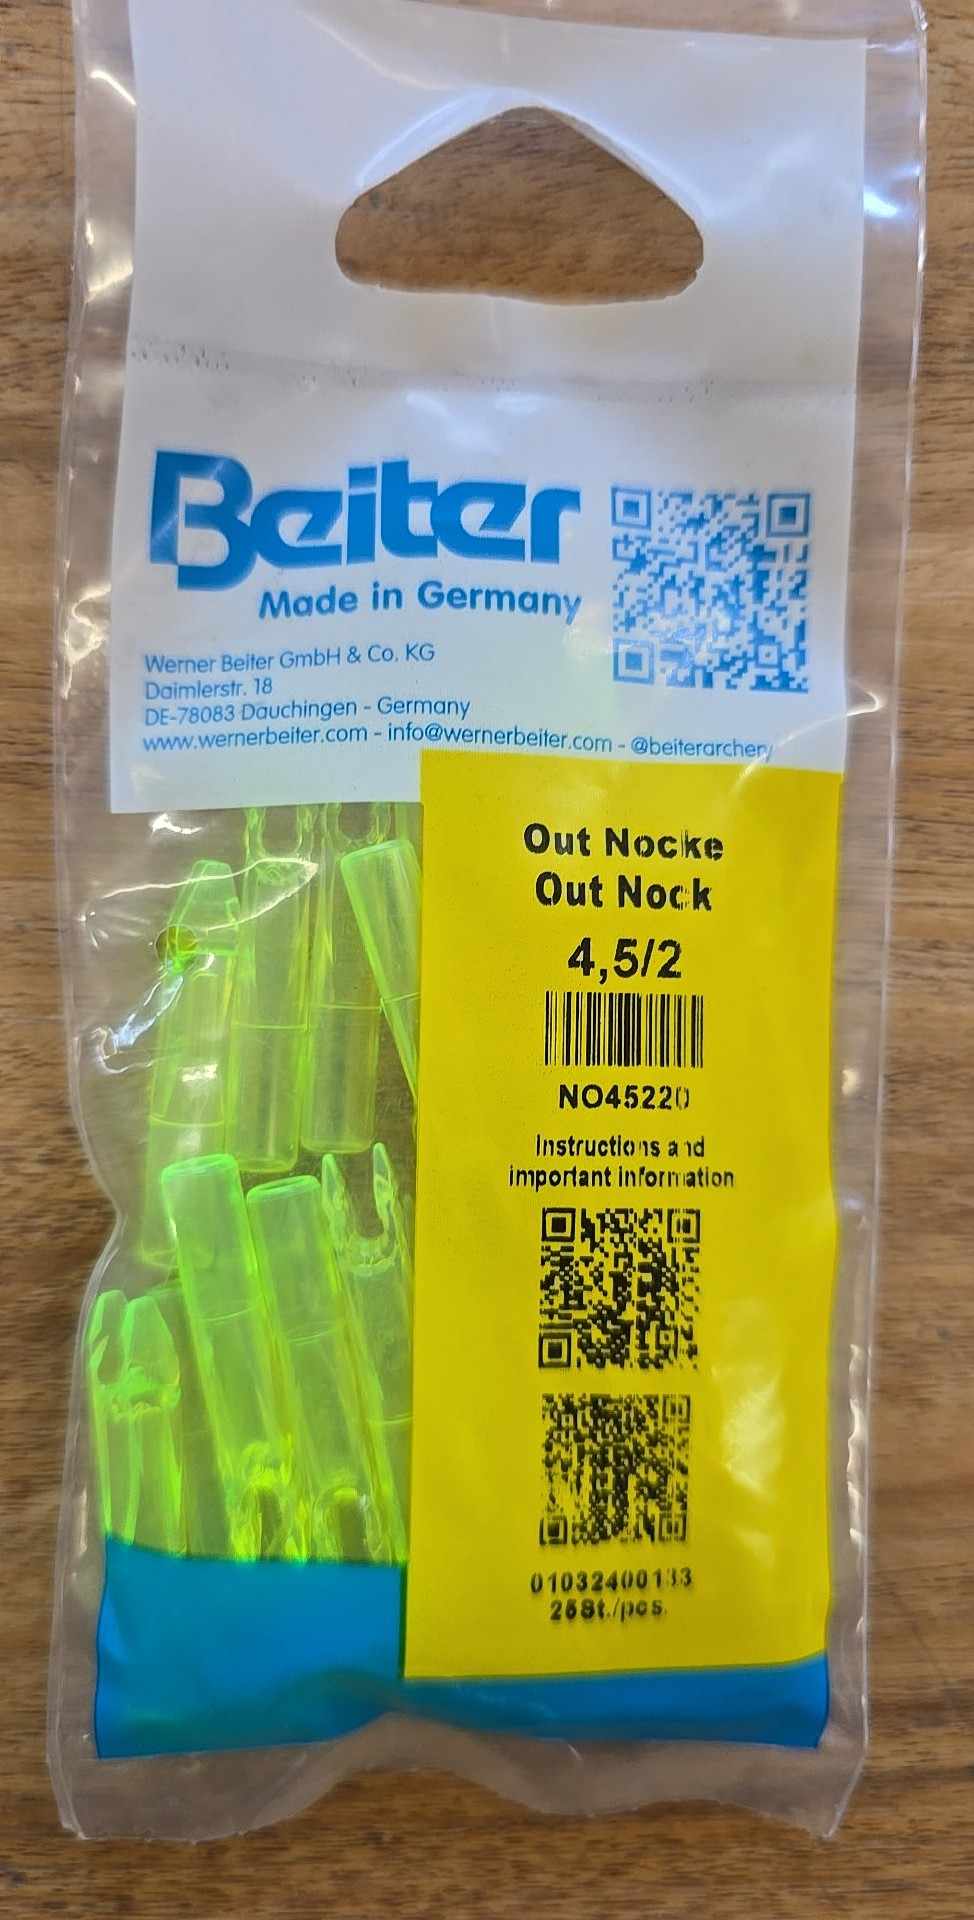 Beiter
Made in Germany
Werner Beiter GmbH & Co. KG
Daimlerstr. 18
DE-78083 Dauchingen - Germany
www.wernerbeiter.com - info@wernerbeiter.com - @beiterarchery
Out Nocke
Out Nock
4,5/2
NO45220
Instructions and
important information
01032400133
25St./pcs.